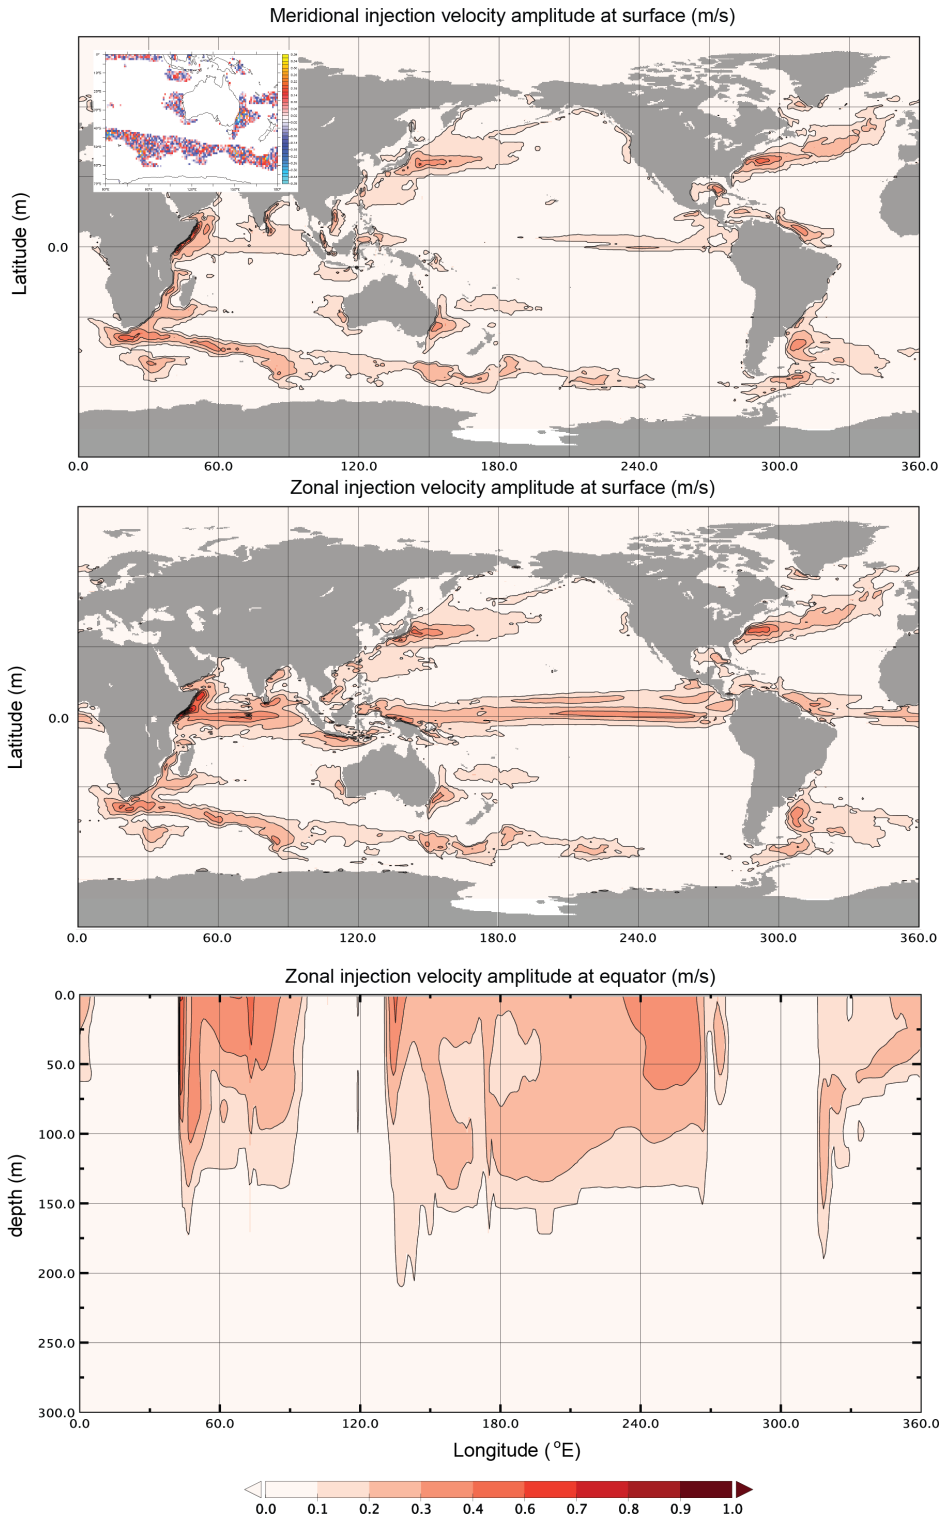 Meridional injection velocity amplitude at surface (m/s)
Latitude (m)
0.0
0.0 60.0 120.0 180.0 240.0 300.0 360.0
Zonal injection velocity amplitude at surface (m/s)
Latitude (m)
0.0
0.0 60.0 120.0 180.0 240.0 300.0 360.0
Zonal injection velocity amplitude at equator (m/s)
depth (m)
0.0
50.0
100.0
150.0
200.0
250.0
300.0
0.0 60.0 120.0 180.0 240.0 300.0 360.0
Longitude (°E)
0.0 0.1 0.2 0.3 0.4 0.5 0.6 0.7 0.8 0.9 1.0